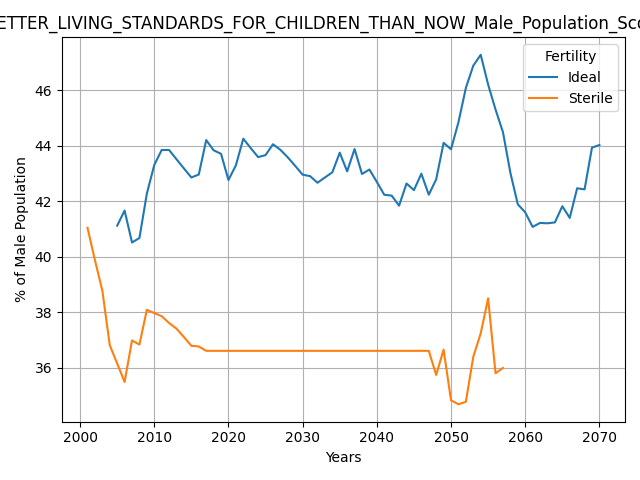 ETTER_LIVING_STANDARDS_FOR_CHILDREN_THAN_NOW_Male_Population_Sco
Fertility
Ideal
Sterile
% of Male Population
46
44
42
40
38
36
2000 2010 2020 2030 2040 2050 2060 2070
Years